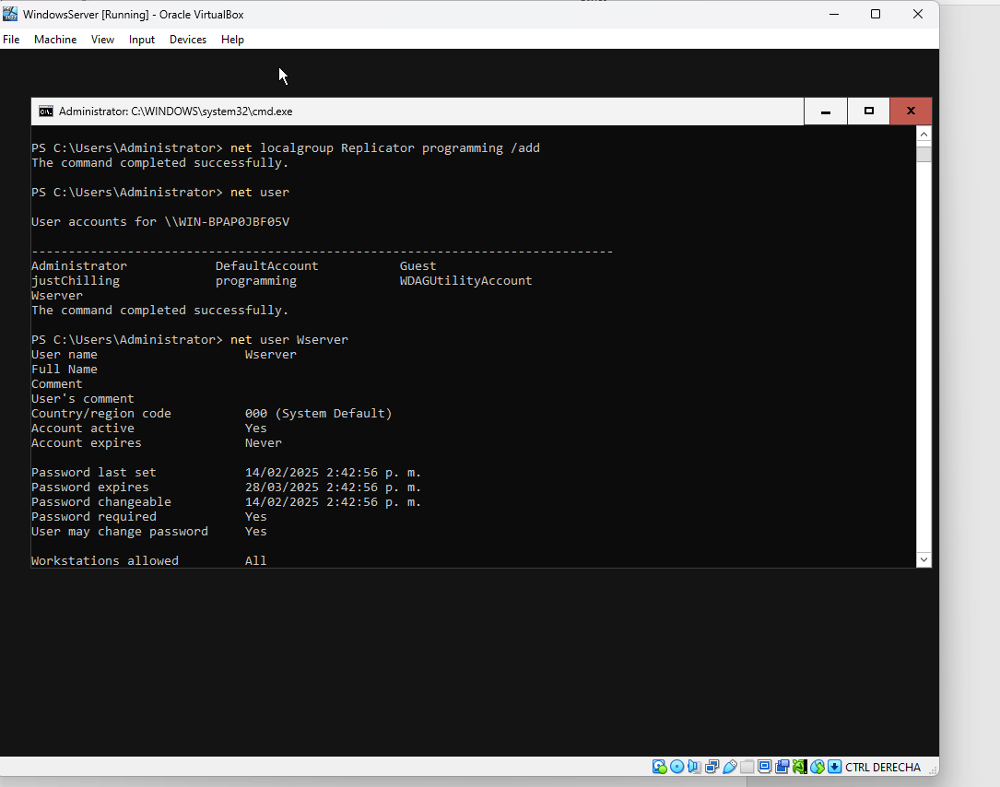 WindowsServer [Running] - Oracle VirtualBox
File Machine View Input Devices Help
Administrator: C:\WINDOWS\system32\cmd.exe
PS C:\Users\Administrator> net localgroup Replicator programming /add
The command completed successfully.
PS C:\Users\Administrator> net user
User accounts for \\WIN-BPAP0JBF05V
-------------------------------------------------------------------------------
Administrator DefaultAccount Guest
justChilling programming WDAGUtilityAccount
Wserver
The command completed successfully.
PS C:\Users\Administrator> net user Wserver
User name Wserver
Full Name
Comment
User's comment
Country/region code 000 (System Default)
Account active Yes
Account expires Never
Password last set 14/02/2025 2:42:56 p. m.
Password expires 28/03/2025 2:42:56 p. m.
Password changeable 14/02/2025 2:42:56 p. m.
Password required Yes
User may change password Yes
Workstations allowed All
CTRL DERECHA